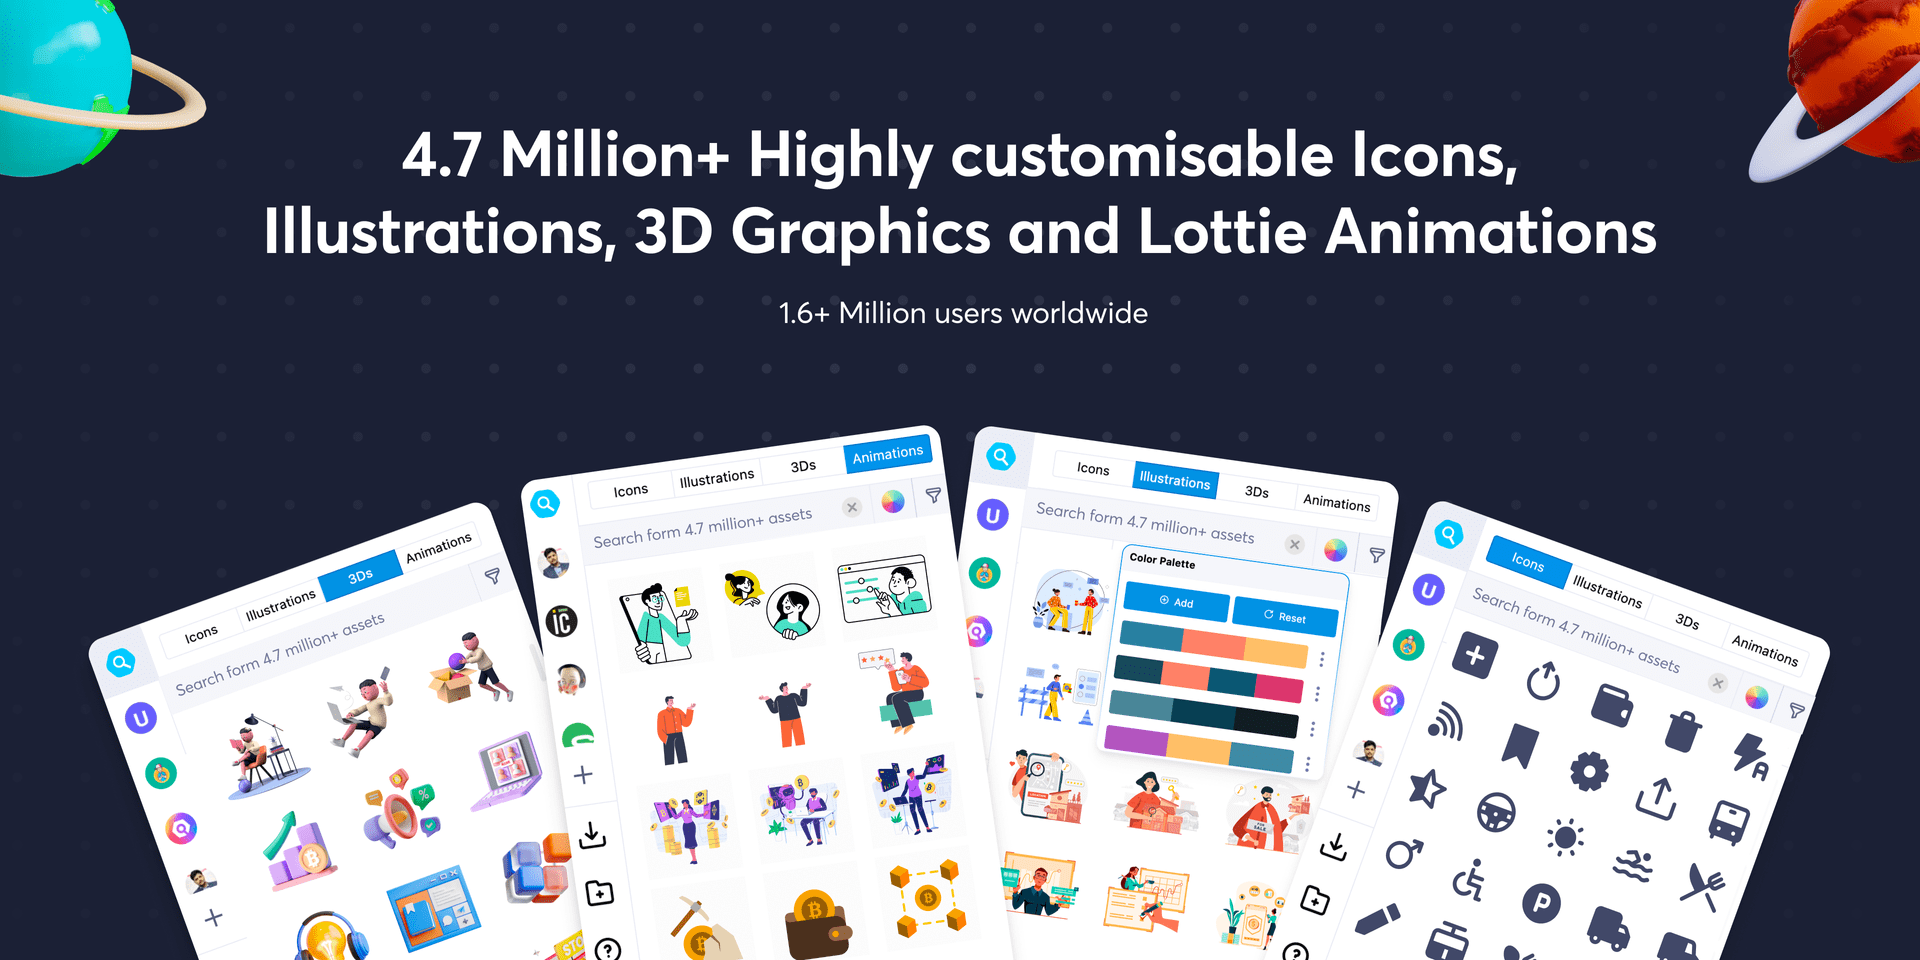 4.7 Million+ Highly customisable Icons,
Illustrations, 3D Graphics and Lottie Animations
1.6+ Million users worldwide
Icons
Illustrations
3Ds
Animations
Search form 4.7 million+ assets
U
Icons
Illustrations
3Ds
Animations
Search form 4.7 million+ assets
iC
Icons
Illustrations
3Ds
Animations
Search form 4.7 million+ assets
U
Color Palette
Add
Reset
FOR
SALE
Icons
Illustrations
3Ds
Animations
Search form 4.7 million+ assets
U
A
P